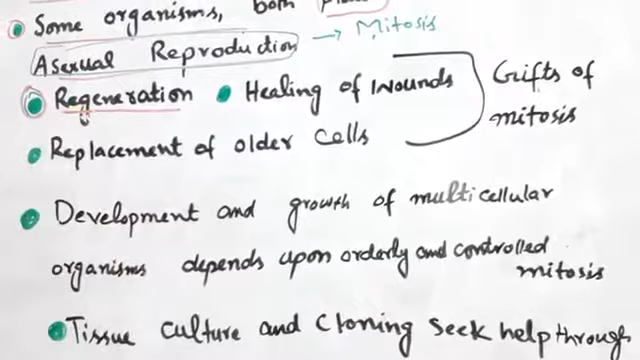 Some organisms, both
Asexual Reproduction → Mitosis
Regeneration • Healing of wounds
Gifts of
mitosis
Replacement of older cells
Development and growth of multicellular
organisms depends upon orderly and controlled
mitosis
Tissue culture and cloning seek help through